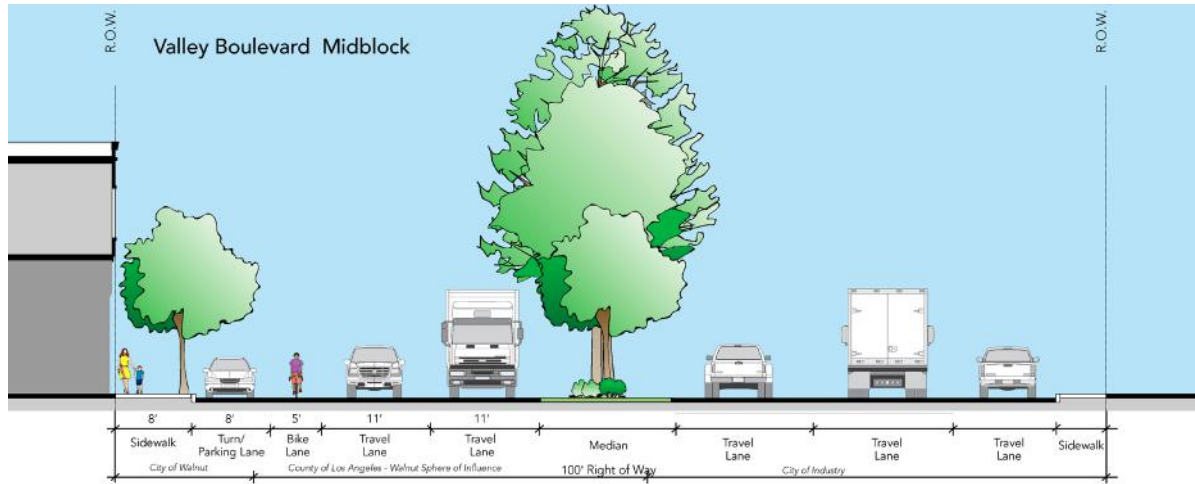 R.O.W.
R.O.W.
Valley Boulevard Midblock
8' 8' 5' 11' 11'
Sidewalk
Turn/
Parking Lane
Bike
Lane
Travel
Lane
Travel
Lane
Median
Travel
Lane
Travel
Lane
Travel
Lane
Sidewalk
City of Walnut
County of Los Angeles - Walnut Sphere of Influence
100' Right of Way
City of Industry